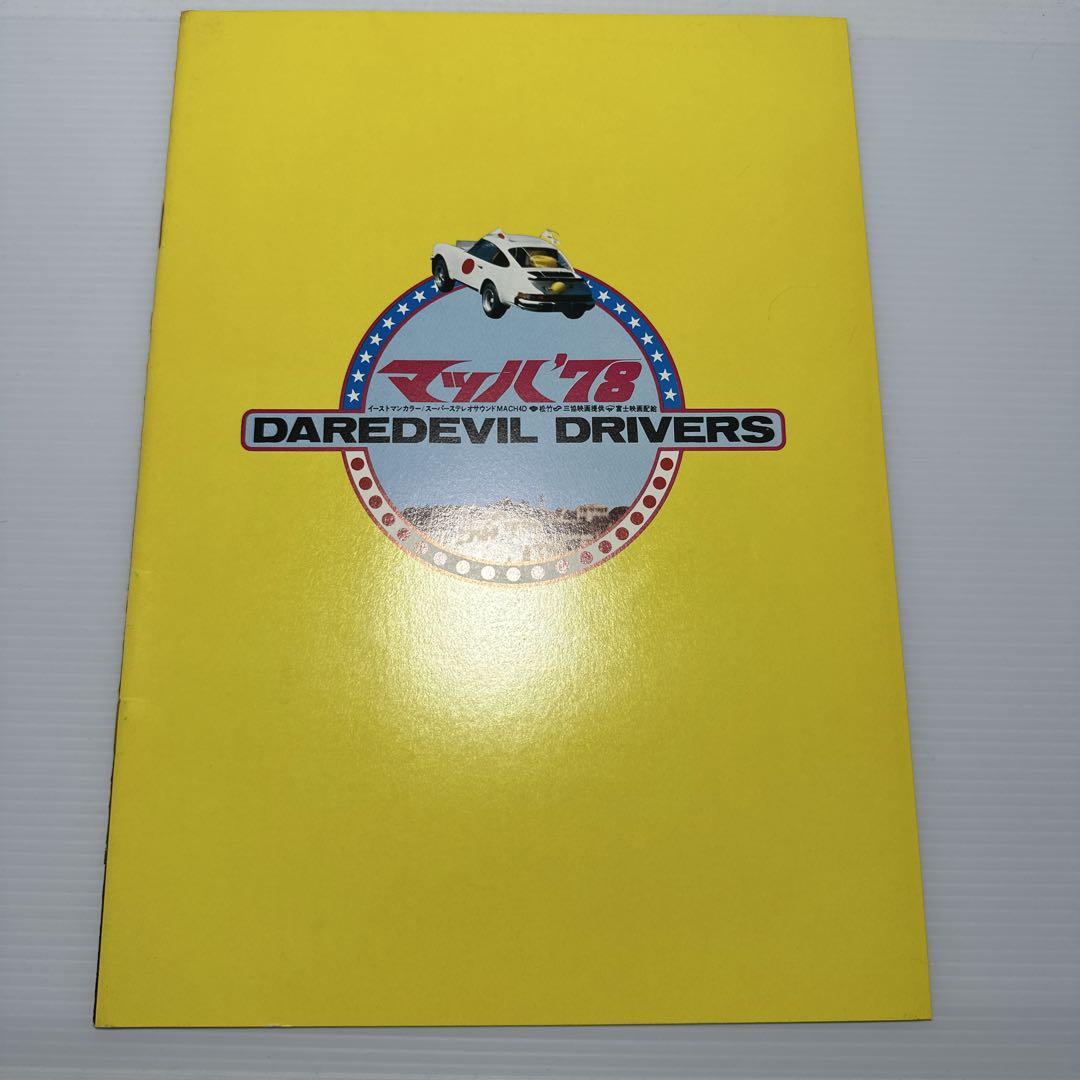 マッハ'78
イーストマンカラー/スーパーステレオサウンドMACH4D 松竹 三協映画提供 富士映画配給
DAREDEVIL DRIVERS